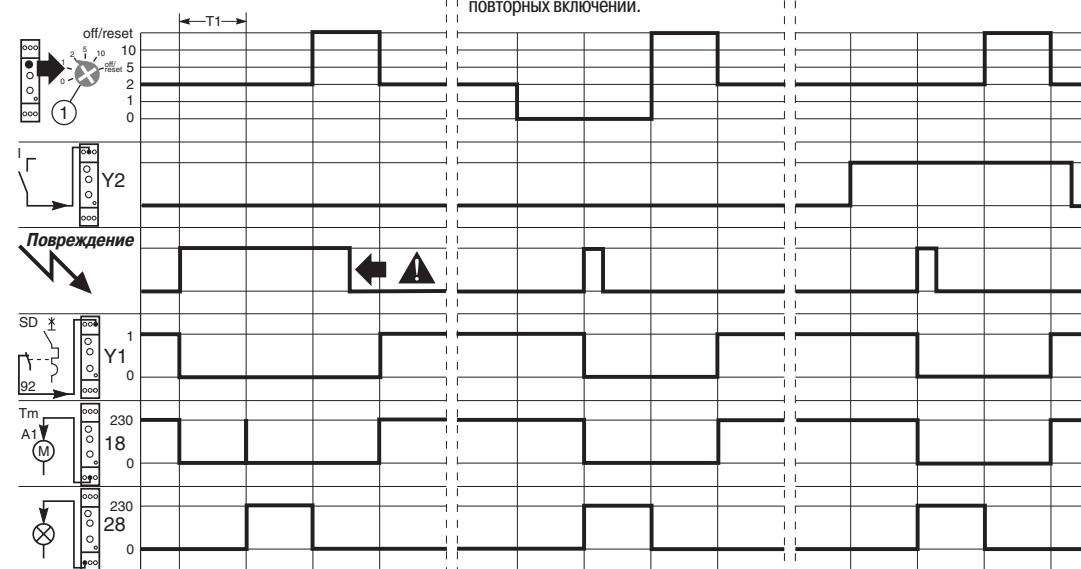 повторных включений.
T1
off/reset
10
5
2
1
0
0 1 2 5 10 off/reset
1
I
Y2
Повреждение
SD
Y1
1
0
92
Tm
A1
M
18
230
0
28
230
0